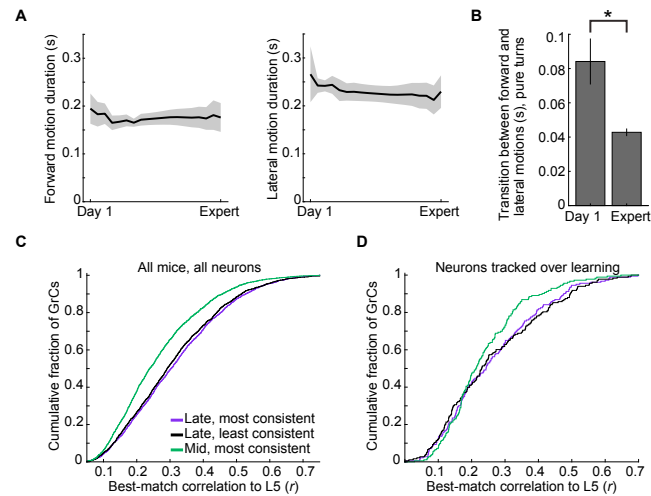 A
Forward motion duration (s)
0.3
0.2
0.1
0
Day 1
Expert
Lateral motion duration (s)
0.3
0.2
0.1
0
Day 1
Expert
B
*
Transition between forward and
lateral motions (s), pure turns
0.1
0.08
0.06
0.04
0.02
0
Day 1
Expert
C
All mice, all neurons
Cumulative fraction of GrCs
1
0.8
0.6
0.4
0.2
0
Late, most consistent
Late, least consistent
Mid, most consistent
0.1 0.2 0.3 0.4 0.5 0.6 0.7
Best-match correlation to L5 (r)
D
Neurons tracked over learning
Cumulative fraction of GrCs
1
0.8
0.6
0.4
0.2
0
0.1 0.2 0.3 0.4 0.5 0.6 0.7
Best-match correlation to L5 (r)